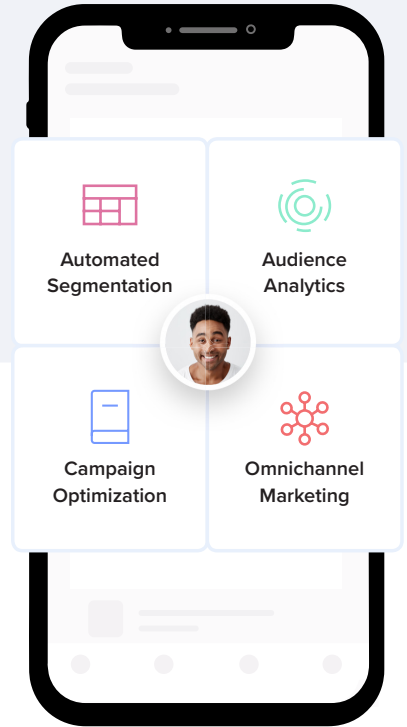 Automated
Segmentation
Audience
Analytics
Campaign
Optimization
Omnichannel
Marketing